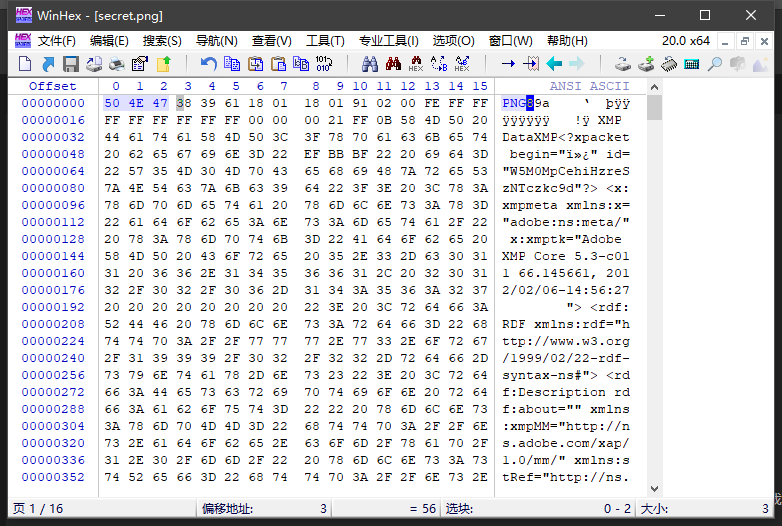 WinHex - [secret.png]
文件(F) 编辑(E) 搜索(S) 导航(N) 查看(V) 工具(T) 专业工具(I) 选项(O) 窗口(W) 帮助(H) 20.0 x64
Offset 0 1 2 3 4 5 6 7 8 9 10 11 12 13 14 15 ANSI ASCII
00000000 50 4E 47 38 39 61 18 01 18 01 91 02 00 FE FF FF PNG89a ‘ þÿÿ
00000016 FF FF FF FF FF FF 00 00 00 21 FF 0B 58 4D 50 20 ÿÿÿÿÿÿ !ÿ XMP
00000032 44 61 74 61 58 4D 50 3C 3F 78 70 61 63 6B 65 74 DataXMP<?xpacket
00000048 20 62 65 67 69 6E 3D 22 EF BB BF 22 20 69 64 3D begin="ï»¿" id=
00000064 22 57 35 4D 30 4D 70 43 65 68 69 48 7A 72 65 53 "W5M0MpCehiHzreS
00000080 7A 4E 54 63 7A 6B 63 39 64 22 3F 3E 20 3C 78 3A zNTczkc9d"?> <x:
00000096 78 6D 70 6D 65 74 61 20 78 6D 6C 6E 73 3A 78 3D xmpmeta xmlns:x=
00000112 22 61 64 6F 62 65 3A 6E 73 3A 6D 65 74 61 2F 22 "adobe:ns:meta/"
00000128 20 78 3A 78 6D 70 74 6B 3D 22 41 64 6F 62 65 20 x:xmptk="Adobe
00000144 58 4D 50 20 43 6F 72 65 20 35 2E 33 2D 63 30 31 XMP Core 5.3-c01
00000160 31 20 36 36 2E 31 34 35 36 36 31 2C 20 32 30 31 1 66.145661, 201
00000176 32 2F 30 32 2F 30 36 2D 31 34 3A 35 36 3A 32 37 2/02/06-14:56:27
00000192 20 20 20 20 20 20 20 20 22 3E 20 3C 72 64 66 3A "> <rdf:
00000208 52 44 46 20 78 6D 6C 6E 73 3A 72 64 66 3D 22 68 RDF xmlns:rdf="h
00000224 74 74 70 3A 2F 2F 77 77 77 2E 77 33 2E 6F 72 67 ttp://www.w3.org
00000240 2F 31 39 39 39 2F 30 32 2F 32 32 2D 72 64 66 2D /1999/02/22-rdf-
00000256 73 79 6E 74 61 78 2D 6E 73 23 22 3E 20 3C 72 64 syntax-ns#"> <rd
00000272 66 3A 44 65 73 63 72 69 70 74 69 6F 6E 20 72 64 f:Description rd
00000288 66 3A 61 62 6F 75 74 3D 22 22 20 78 6D 6C 6E 73 f:about="" xmlns
00000304 3A 78 6D 70 4D 4D 3D 22 68 74 74 70 3A 2F 2F 6E :xmpMM="http://n
00000320 73 2E 61 64 6F 62 65 2E 63 6F 6D 2F 78 61 70 2F s.adobe.com/xap/
00000336 31 2E 30 2F 6D 6D 2F 22 20 78 6D 6C 6E 73 3A 73 1.0/mm/" xmlns:s
00000352 74 52 65 66 3D 22 68 74 74 70 3A 2F 2F 6E 73 2E tRef="http://ns.
页 1 / 16 偏移地址: 3 = 56 选块: 0 - 2 大小: 3